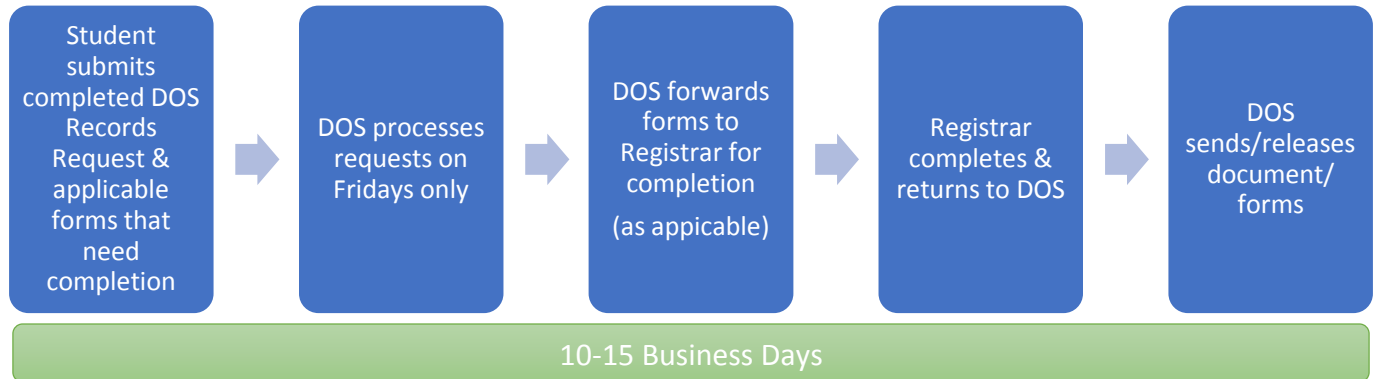 Student
submits
completed DOS
Records
Request &
applicable
forms that
need
completion
DOS processes
requests on
Fridays only
DOS forwards
forms to
Registrar for
completion
(as appicable)
Registrar
completes &
returns to DOS
DOS
sends/releases
document/
forms
10-15 Business Days